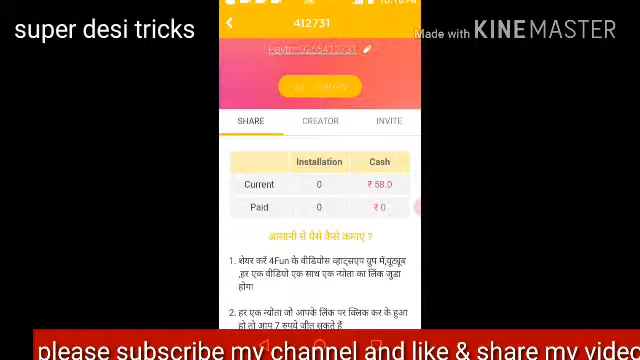 super desi tricks
Made with KINEMASTER
412731
SHARE CREATOR INVITE
Installation Cash
Current 0 ₹ 58.0
Paid 0 ₹ 0
आसानी से पैसे कैसे कमाए ?
1. शेयर करें 4Fun के वीडियोस व्हाट्सएप ग्रुप में,यूट्यूब
,हर एक वीडियो एक साथ एक न्योता का लिंक जुडा
होगा
2. हर एक न्योता जो आपके लिंक पर क्लिक कर के हुआ
हो तो आप 7 रुपये जीत सकते हैं
please subscribe my channel and like & share my video